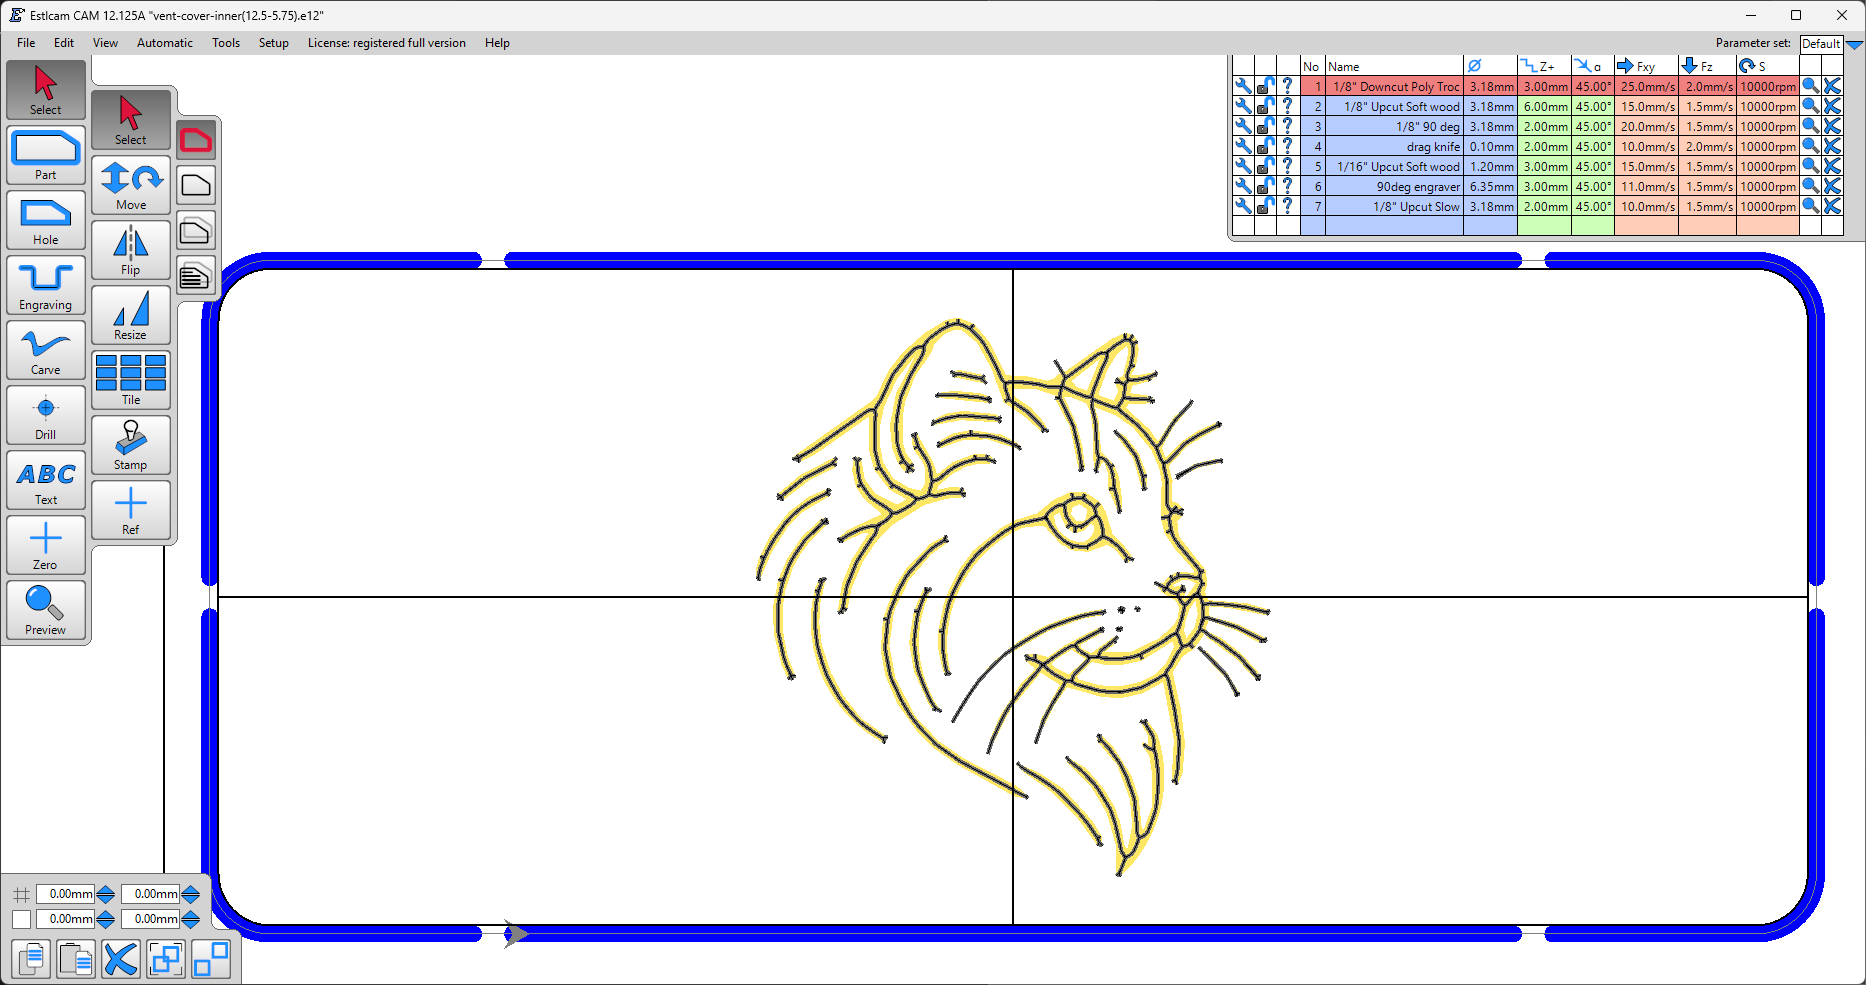 Estlcam CAM 12.125A "vent-cover-inner(12.5-5.75).e12"
File Edit View Automatic Tools Setup License: registered full version Help
Parameter set: Default
No Name Ø Z+ α Fxy Fz S
1 1/8" Downcut Poly Troc 3.18mm 3.00mm 45.00° 25.0mm/s 2.0mm/s 10000rpm
2 1/8" Upcut Soft wood 3.18mm 6.00mm 45.00° 15.0mm/s 1.5mm/s 10000rpm
3 1/8" 90 deg 3.18mm 2.00mm 45.00° 20.0mm/s 1.5mm/s 10000rpm
4 drag knife 0.10mm 2.00mm 45.00° 10.0mm/s 2.0mm/s 10000rpm
5 1/16" Upcut Soft wood 1.20mm 3.00mm 45.00° 15.0mm/s 1.5mm/s 10000rpm
6 90deg engraver 6.35mm 3.00mm 45.00° 11.0mm/s 1.5mm/s 10000rpm
7 1/8" Upcut Slow 3.18mm 2.00mm 45.00° 10.0mm/s 1.5mm/s 10000rpm
Select
Part
Hole
Engraving
Carve
Drill
ABC
Text
Zero
Preview
Select
Move
Flip
Resize
Tile
Stamp
Ref
0.00mm 0.00mm
0.00mm 0.00mm